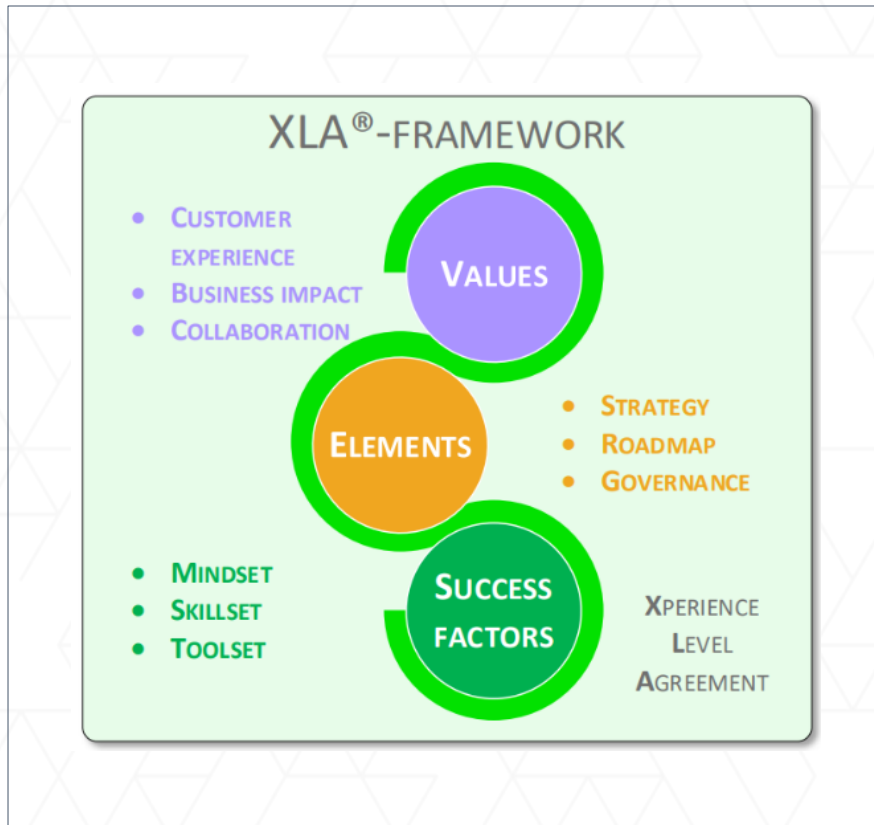 XLA®-FRAMEWORK
• CUSTOMER
EXPERIENCE
• BUSINESS IMPACT
• COLLABORATION
VALUES
ELEMENTS
• STRATEGY
• ROADMAP
• GOVERNANCE
• MINDSET
• SKILLSET
• TOOLSET
SUCCESS
FACTORS
XPERIENCE
LEVEL
AGREEMENT